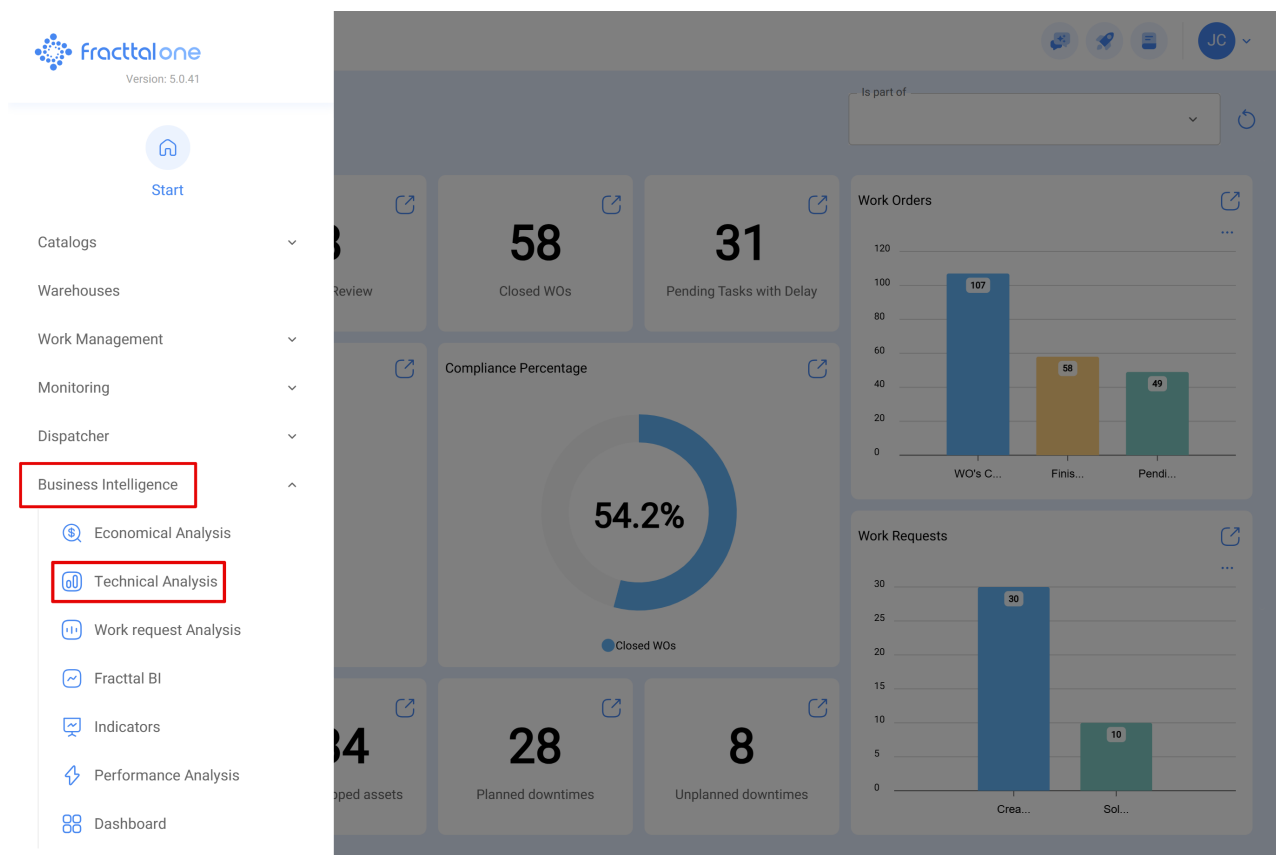 fracttal one
Version: 5.0.41
JC
Is part of
Start
Catalogs
Warehouses
Work Management
Monitoring
Dispatcher
Business Intelligence
Economical Analysis
Technical Analysis
Work request Analysis
Fracttal BI
Indicators
Performance Analysis
Dashboard
Review
58
Closed WOs
31
Pending Tasks with Delay
Work Orders
120
100
80
60
40
20
0
107
58
49
WO's C...
Finis...
Pendi...
Compliance Percentage
54.2%
Closed WOs
Work Requests
30
25
20
15
10
5
0
30
10
Crea...
Sol...
assets
28
Planned downtimes
8
Unplanned downtimes